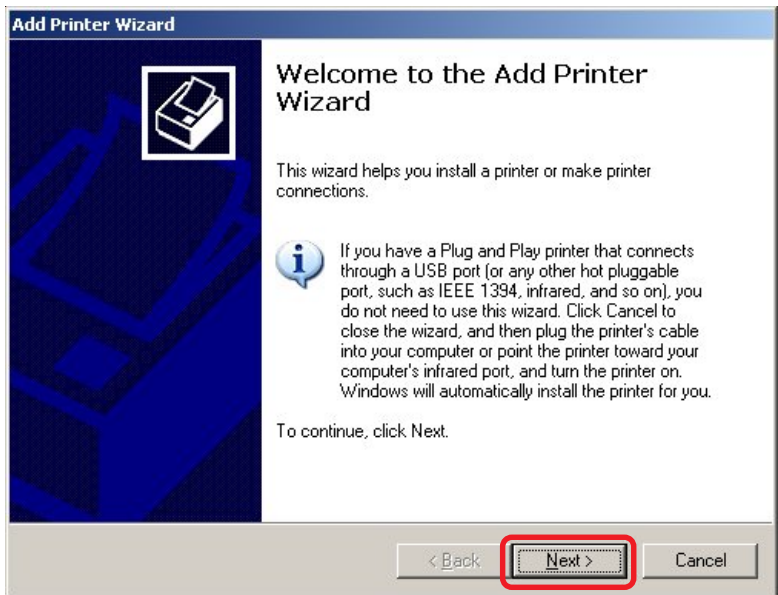 Add Printer Wizard
Welcome to the Add Printer
Wizard
This wizard helps you install a printer or make printer
connections.
If you have a Plug and Play printer that connects
through a USB port (or any other hot pluggable
port, such as IEEE 1394, infrared, and so on), you
do not need to use this wizard. Click Cancel to
close the wizard, and then plug the printer's cable
into your computer or point the printer toward your
computer's infrared port, and turn the printer on.
Windows will automatically install the printer for you.
To continue, click Next.
< Back Next > Cancel